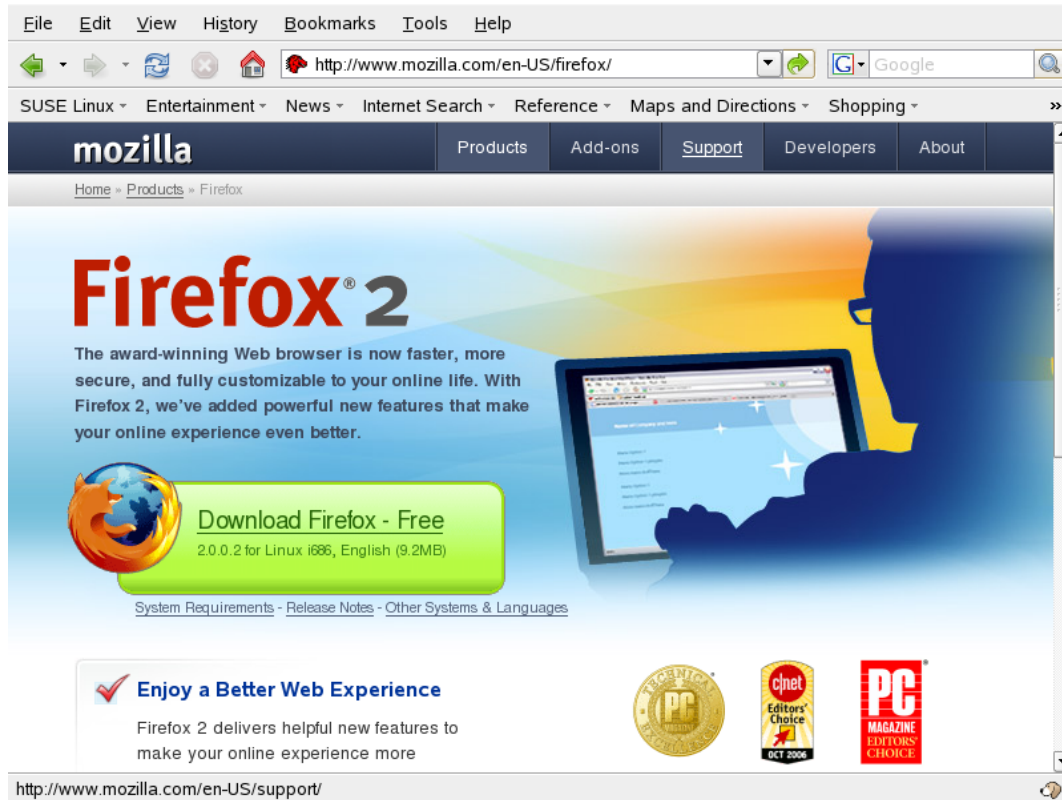 File Edit View History Bookmarks Tools Help
http://www.mozilla.com/en-US/firefox/ G Google
SUSE Linux Entertainment News Internet Search Reference Maps and Directions Shopping »
mozilla Products Add-ons Support Developers About
Home » Products » Firefox
Firefox® 2
The award-winning Web browser is now faster, more
secure, and fully customizable to your online life. With
Firefox 2, we've added powerful new features that make
your online experience even better.
Download Firefox - Free
2.0.0.2 for Linux i686, English (9.2MB)
System Requirements - Release Notes - Other Systems & Languages
Enjoy a Better Web Experience
Firefox 2 delivers helpful new features to
make your online experience more
TECHNICAL
PC
MAGAZINE
EXCELLENCE
c|net
Editors'
Choice
OCT 2006
PC
MAGAZINE
EDITORS'
CHOICE
®
http://www.mozilla.com/en-US/support/